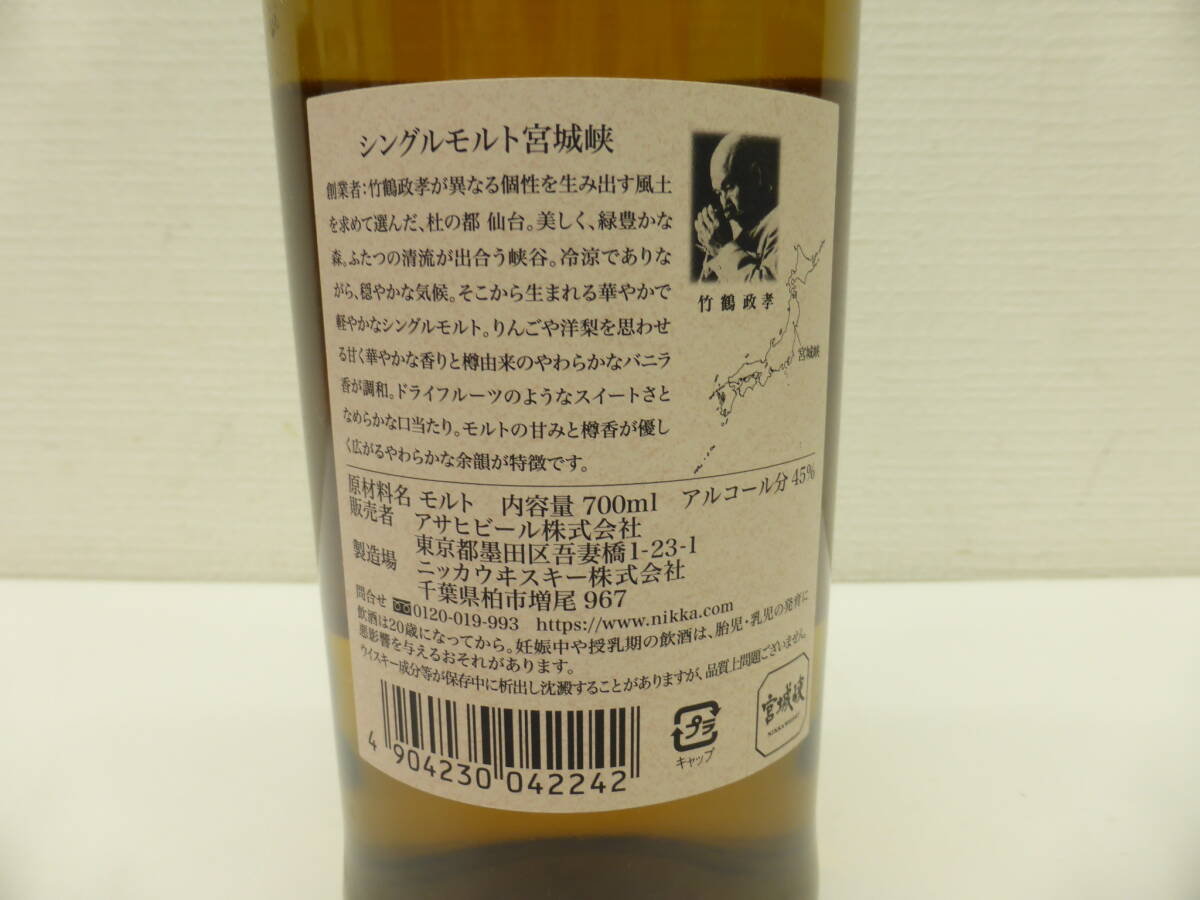 シングルモルト宮城峡
創業者:竹鶴政孝が異なる個性を生み出す風土
を求めて選んだ、杜の都 仙台。美しく、緑豊かな
森。ふたつの清流が出合う峡谷。冷涼でありな
がら、穏やかな気候。そこから生まれる華やかで
軽やかなシングルモルト。りんごや洋梨を思わせ
る甘く華やかな香りと樽由来のやわらかなバニラ
香が調和。ドライフルーツのようなスイートさと
なめらかな口当たり。モルトの甘みと樽香が優し
く広がるやわらかな余韻が特徴です。
竹鶴政孝
宮城峡
原材料名 モルト 内容量 700ml アルコール分 45%
販売者 アサヒビール株式会社
東京都墨田区吾妻橋1-23-1
製造場 ニッカウヰスキー株式会社
千葉県柏市増尾 967
問合せ 0120-019-993 https://www.nikka.com
飲酒は20歳になってから。妊娠中や授乳期の飲酒は、胎児・乳児の発育に
悪影響を与えるおそれがあります。
ウイスキー成分等が保存中に析出し沈澱することがありますが、品質上問題ございません。
4 904230 042242
プラ
キャップ
宮城峡
NIKKA WHISKY